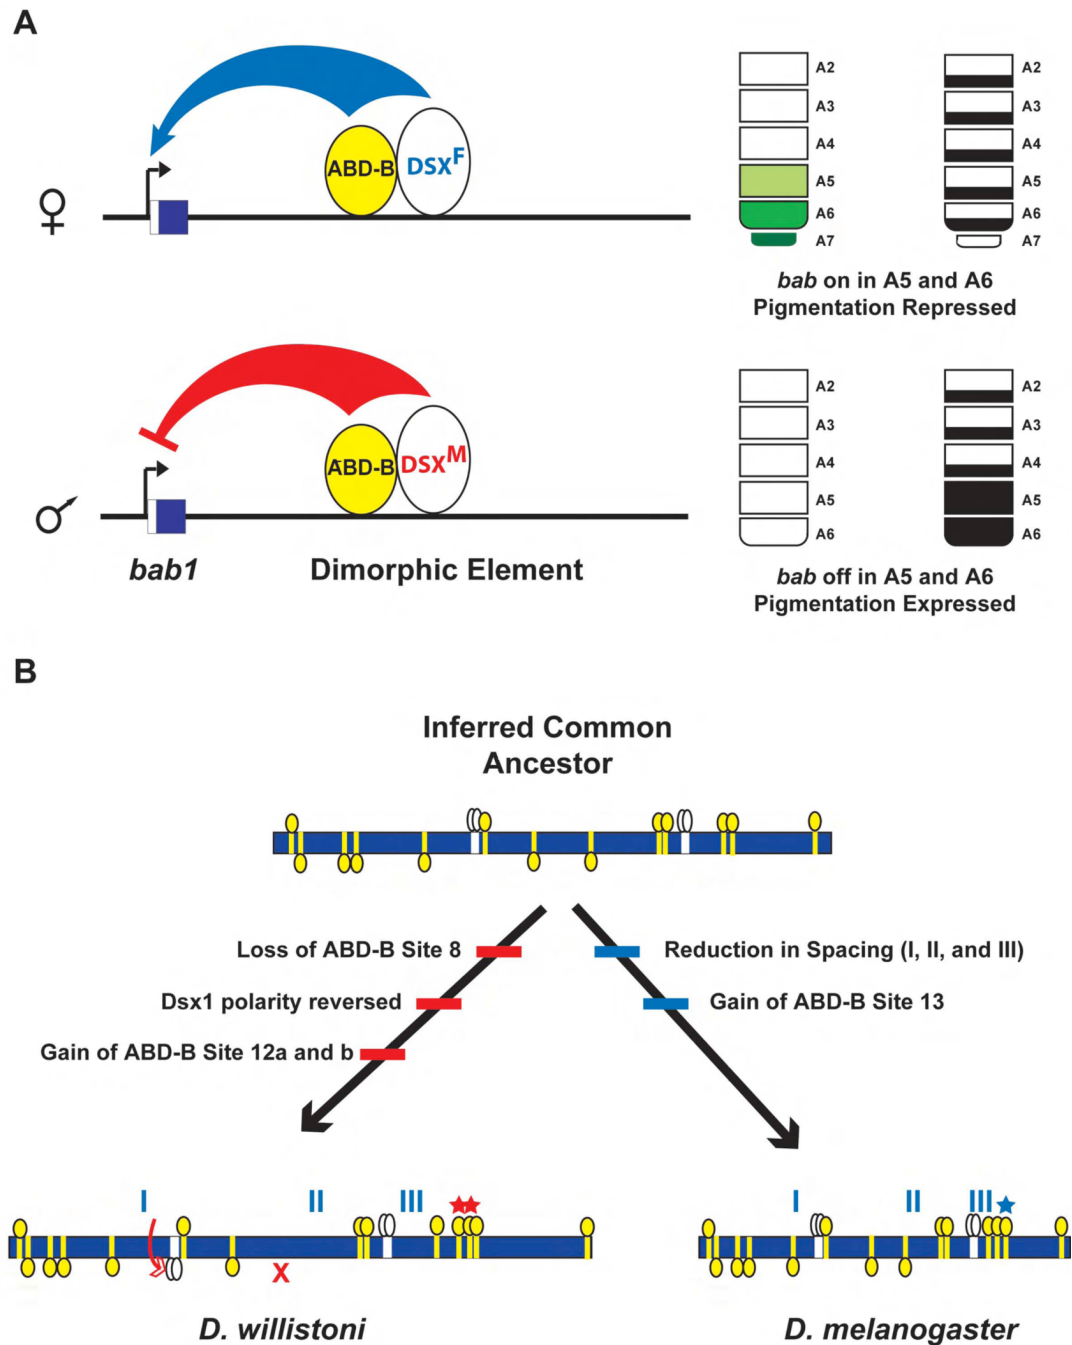 A
ABD-B
DSXF
♀
A2
A3
A4
A5
A6
A7
A2
A3
A4
A5
A6
A7
bab on in A5 and A6
Pigmentation Repressed
ABD-B
DSXM
♂
bab1
Dimorphic Element
A2
A3
A4
A5
A6
A2
A3
A4
A5
A6
bab off in A5 and A6
Pigmentation Expressed
B
Inferred Common
Ancestor
Loss of ABD-B Site 8
Dsx1 polarity reversed
Gain of ABD-B Site 12a and b
Reduction in Spacing (I, II, and III)
Gain of ABD-B Site 13
I II III
X
D. willistoni
I II III
D. melanogaster